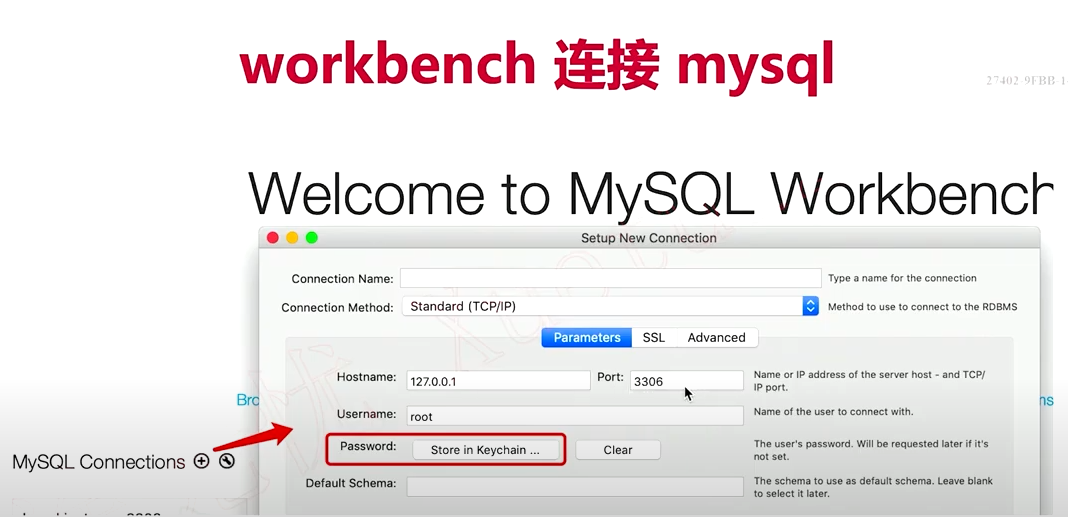 workbench 连接 mysql
27402-9FBB-1
Welcome to MySQL Workbench
Setup New Connection
Connection Name:
Type a name for the connection
Connection Method: Standard (TCP/IP)
Method to use to connect to the RDBMS
Parameters SSL Advanced
Hostname: 127.0.0.1 Port: 3306
Name or IP address of the server host - and TCP/
IP port.
Username: root
Name of the user to connect with.
Password: Store in Keychain ... Clear
The user's password. Will be requested later if it's
not set.
Default Schema:
The schema to use as default schema. Leave blank
to select it later.
Bro
ns
MySQL Connections